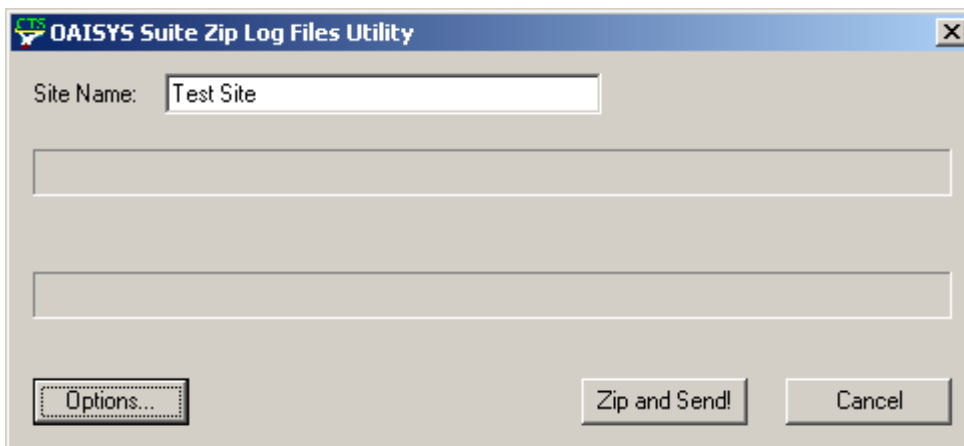 CTS
OAISYS Suite Zip Log Files Utility
Site Name: Test Site
Options... Zip and Send! Cancel